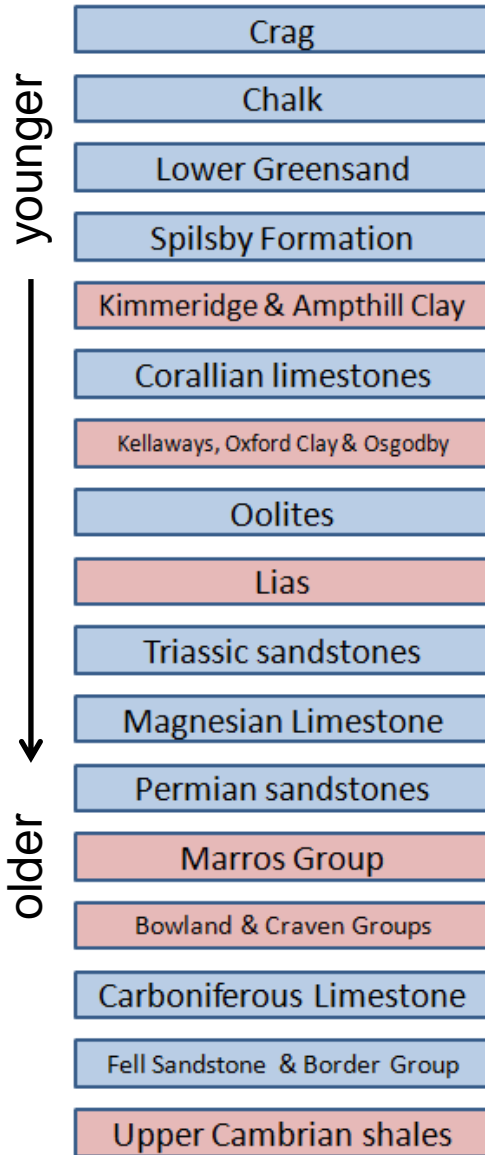 younger
older
Crag
Chalk
Lower Greensand
Spilsby Formation
Kimmeridge & Ampthill Clay
Corallian limestones
Kellaways, Oxford Clay & Osgodby
Oolites
Lias
Triassic sandstones
Magnesian Limestone
Permian sandstones
Marros Group
Bowland & Craven Groups
Carboniferous Limestone
Fell Sandstone & Border Group
Upper Cambrian shales